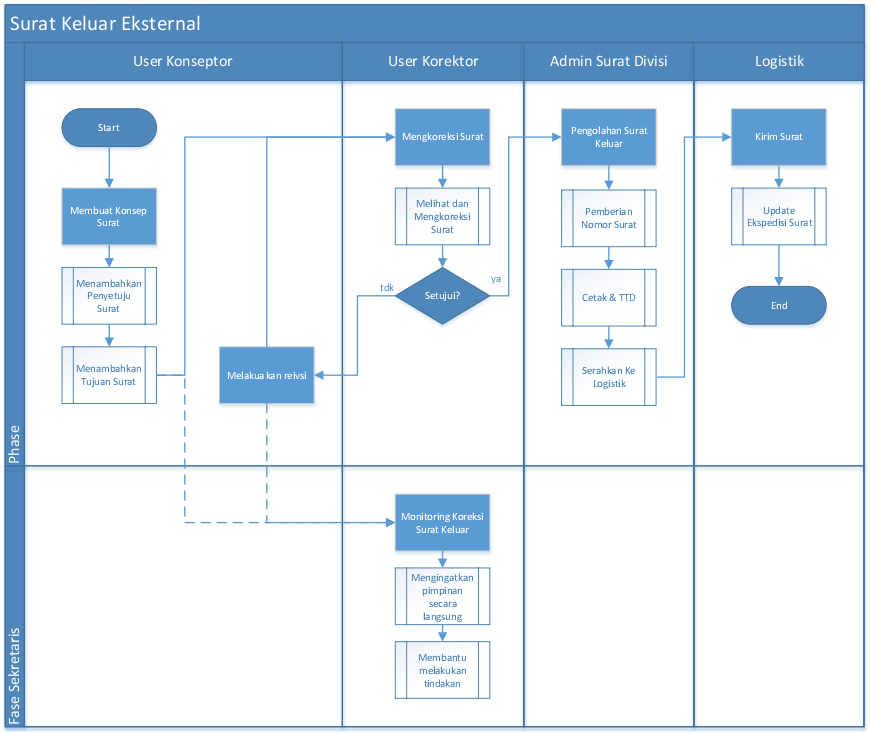 Surat Keluar Eksternal
User Konseptor
User Korektor
Admin Surat Divisi
Logistik
Phase
Start
Membuat Konsep
Surat
Menambahkan
Penyetuju
Surat
Menambahkan
Tujuan Surat
Melakuakan reivsi
Mengkoreksi Surat
Melihat dan
Mengkoreksi
Surat
Setujui?
tdk
ya
Pengolahan Surat
Keluar
Pemberian
Nomor Surat
Cetak & TTD
Serahkan Ke
Logistik
Kirim Surat
Update
Ekspedisi Surat
End
Fase Sekretaris
Monitoring Koreksi
Surat Keluar
Mengingatkan
pimpinan
secara
langsung
Membantu
melakukan
tindakan